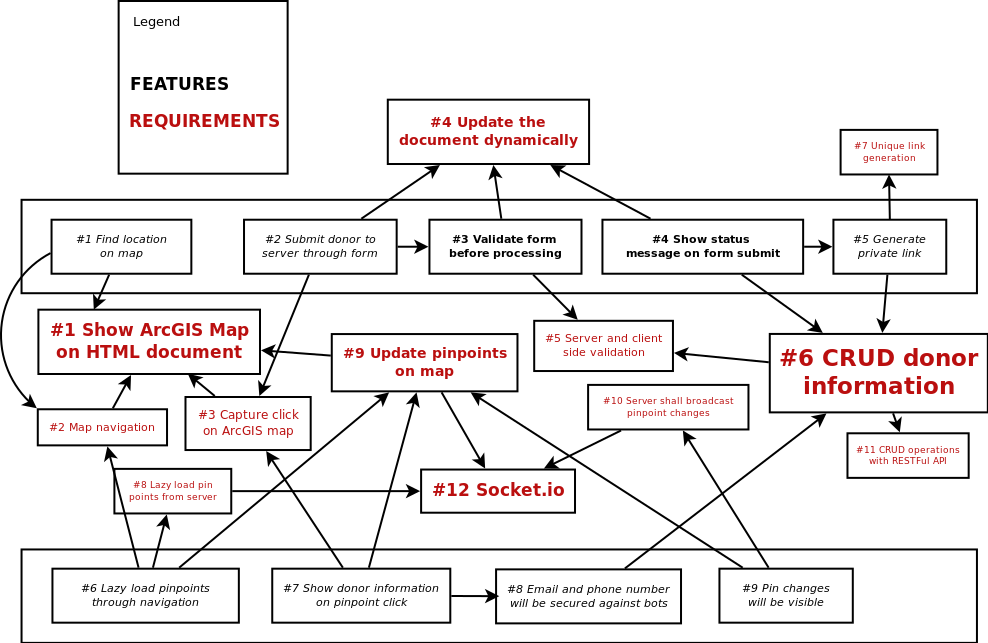 Legend
FEATURES
REQUIREMENTS
#4 Update the
document dynamically
#7 Unique link
generation
#1 Find location
on map
#2 Submit donor to
server through form
#3 Validate form
before processing
#4 Show status
message on form submit
#5 Generate
private link
#1 Show ArcGIS Map
on HTML document
#9 Update pinpoints
on map
#5 Server and client
side validation
#6 CRUD donor
information
#2 Map navigation
#3 Capture click
on ArcGIS map
#10 Server shall broadcast
pinpoint changes
#11 CRUD operations
with RESTFul API
#8 Lazy load pin
points from server
#12 Socket.io
#6 Lazy load pinpoints
through navigation
#7 Show donor information
on pinpoint click
#8 Email and phone number
will be secured against bots
#9 Pin changes
will be visible